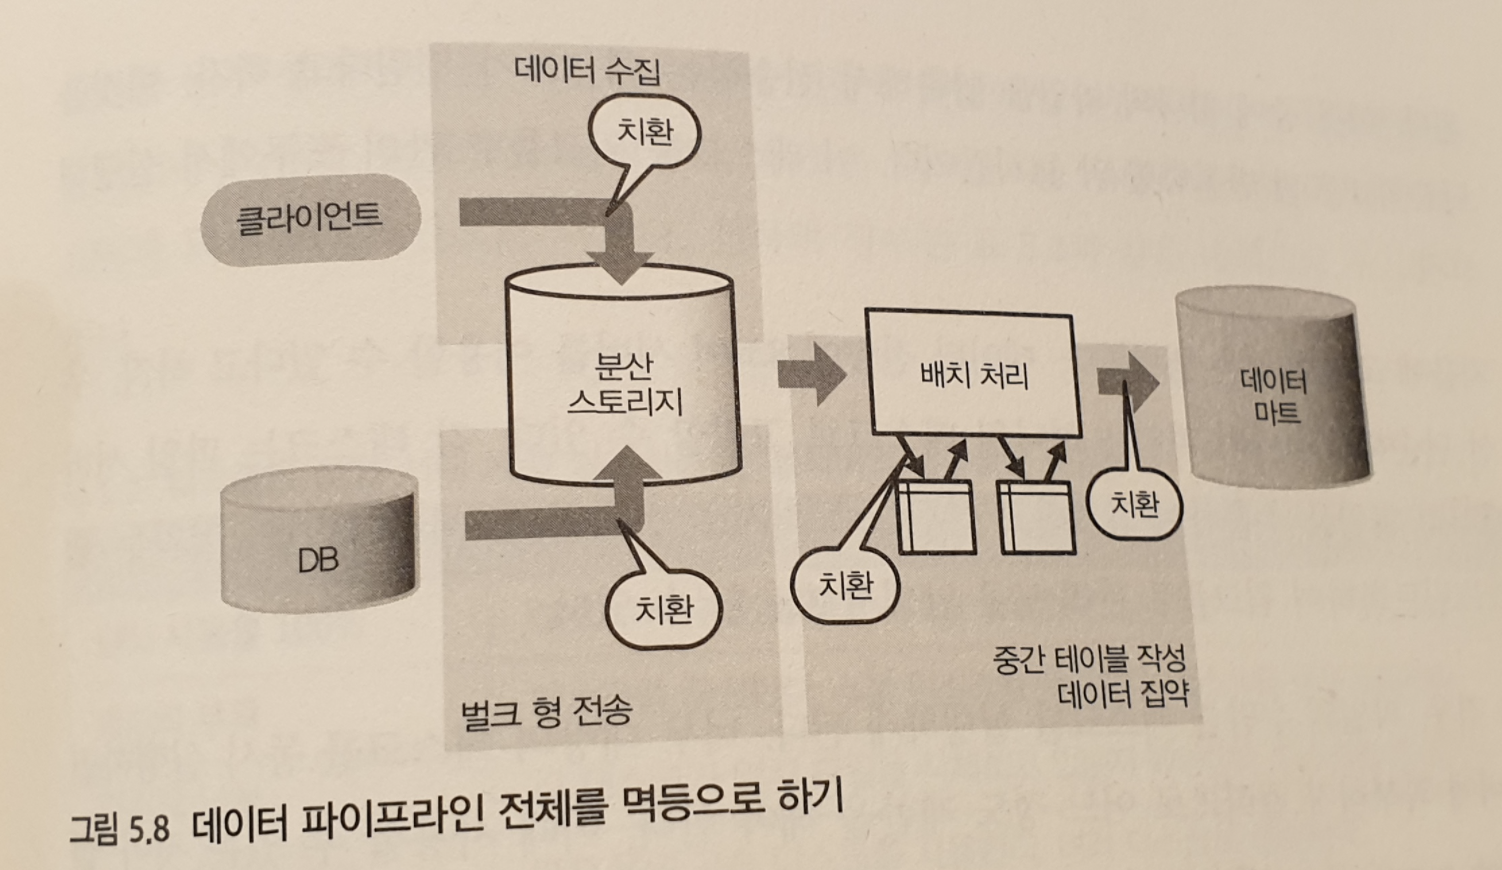 데이터 수집
치환
클라이언트
분산
스토리지
배치 처리
데이터
마트
DB
치환
치환
치환
벌크 형 전송
중간 테이블 작성
데이터 집약
그림 5.8 데이터 파이프라인 전체를 멱등으로 하기